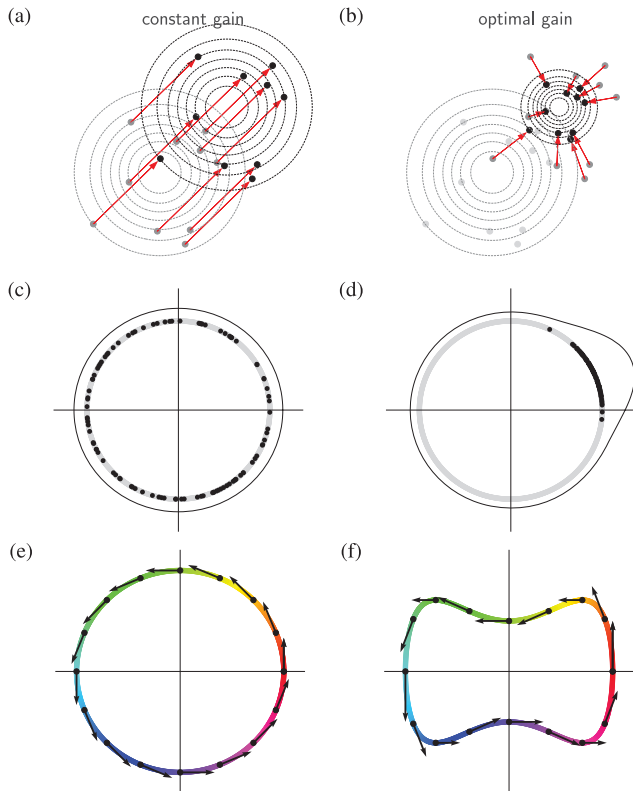 (a) constant gain
(b) optimal gain
(c)
(d)
(e)
(f)